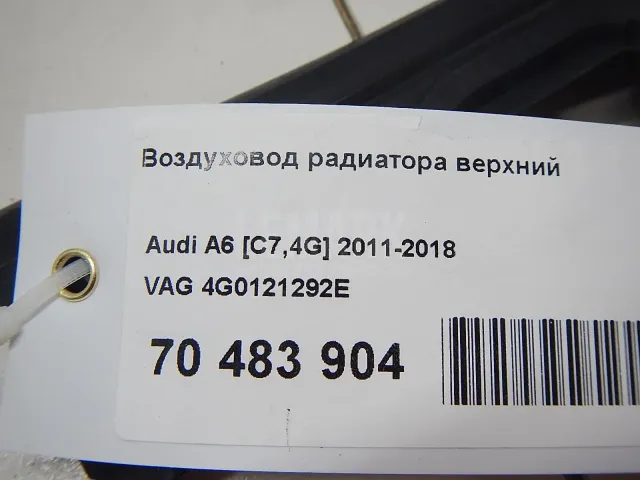 Воздуховод радиатора верхний
Audi A6 [C7,4G] 2011-2018
VAG 4G0121292E
70 483 904